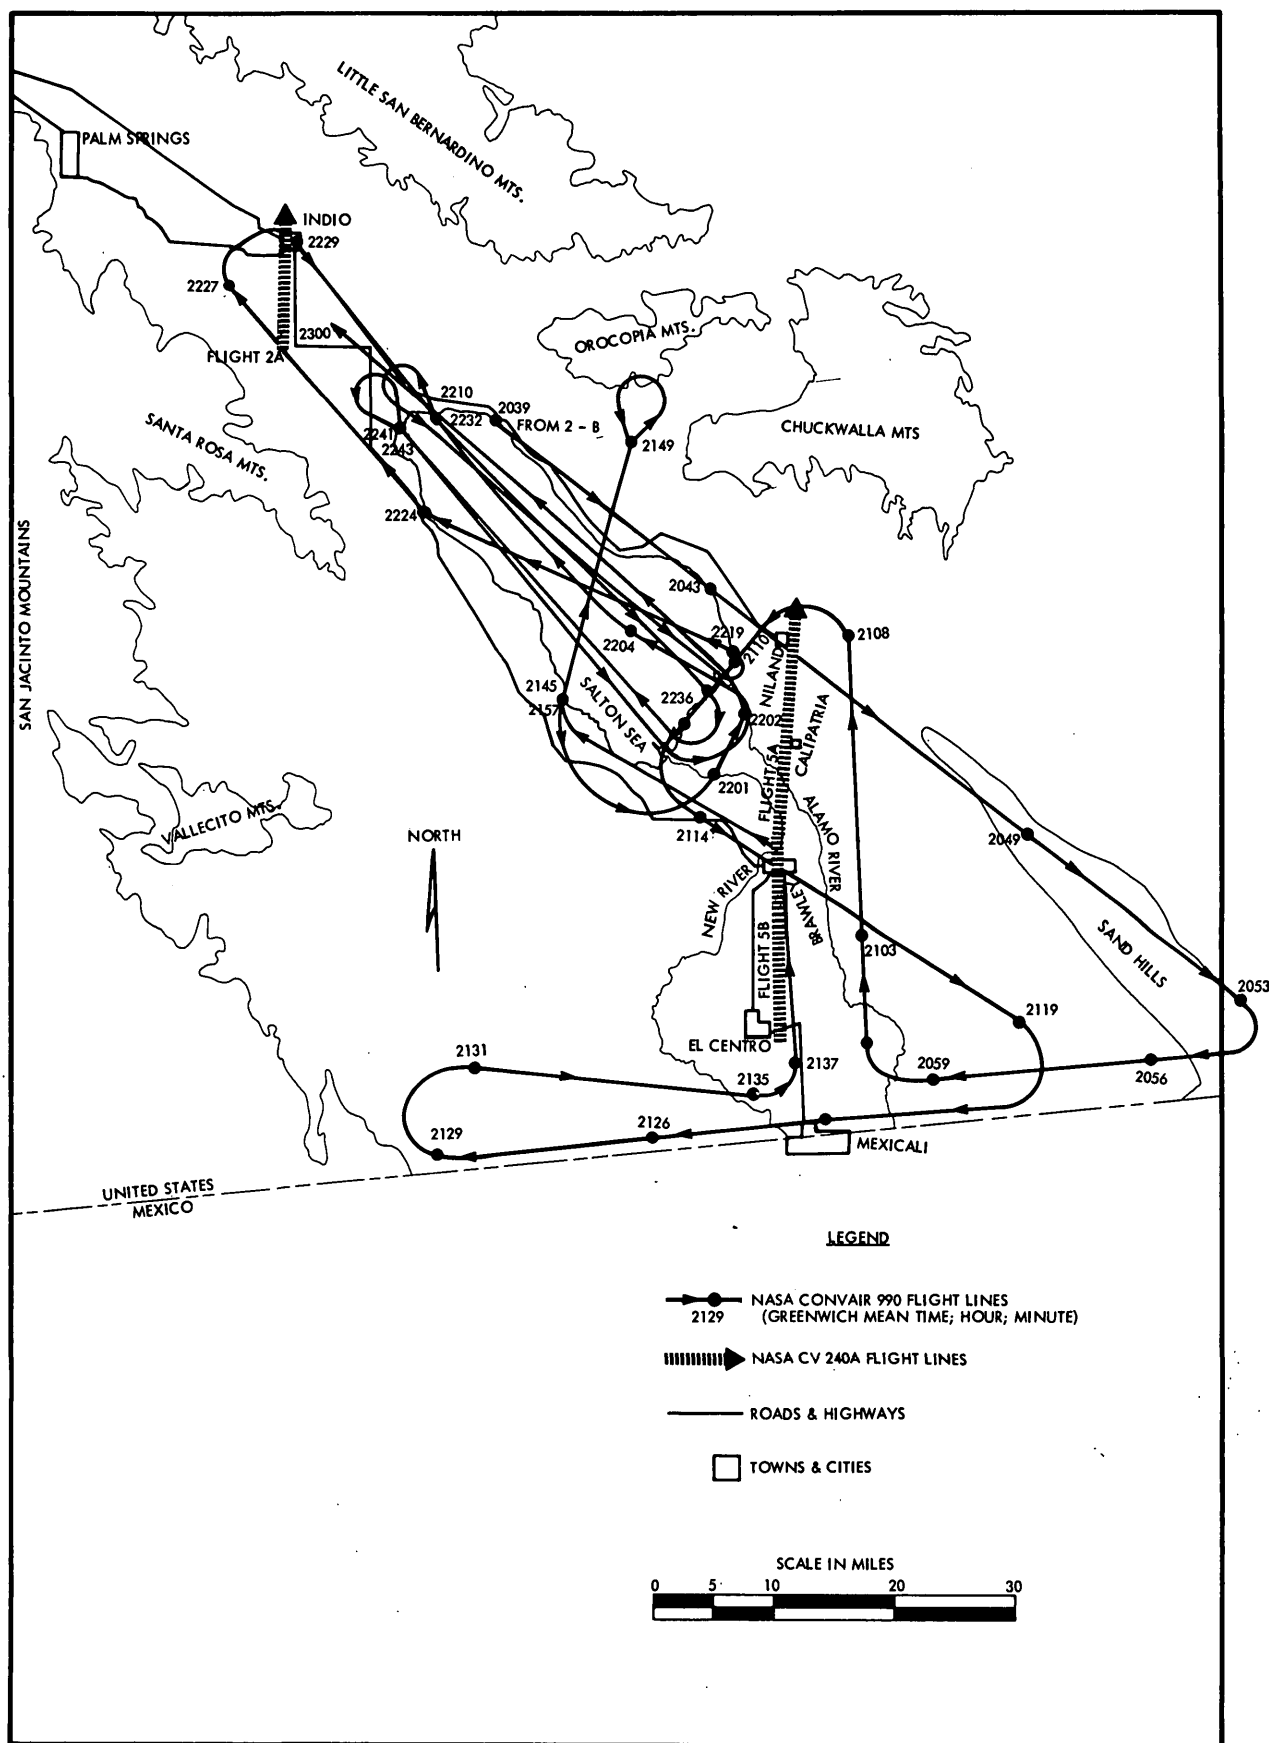 LITTLE SAN BERNARDINO MTS.
PALM SPRINGS
INDIO
2229
2227
2300
FLIGHT 2A
OROCOPIA MTS.
2210
2039
2232
FROM 2 - B
CHUCKWALLA MTS
2241
2243
2149
SANTA ROSA MTS.
2224
SAN JACINTO MOUNTAINS
2043
2219
2110
2108
2204
NILAND
2145
2157
SALTON SEA
2236
2202
CALIPATRIA
2201
FLIGHT 5A
VALLECITO MTS.
NORTH
2114
ALAMO RIVER
2049
NEW RIVER
BRAWLEY
2103
SAND HILLS
FLIGHT 5B
2053
2119
EL CENTRO
2131
2137
2135
2059
2056
2126
2129
MEXICALI
UNITED STATES
MEXICO
LEGEND
NASA CONVAIR 990 FLIGHT LINES
2129 (GREENWICH MEAN TIME; HOUR; MINUTE)
NASA CV 240A FLIGHT LINES
ROADS & HIGHWAYS
TOWNS & CITIES
SCALE IN MILES
0 5 10 20 30